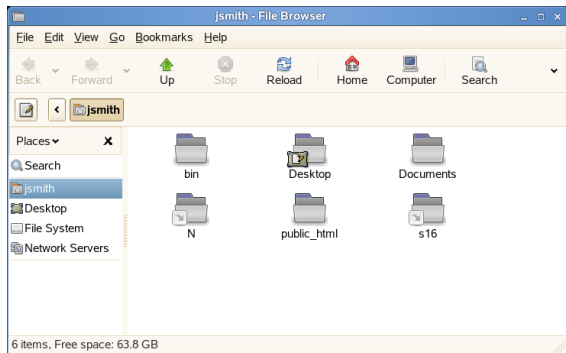 jsmith - File Browser
File Edit View Go Bookmarks Help
Back Forward Up Stop Reload Home Computer Search
jsmith
Places
Search
jsmith
Desktop
File System
Network Servers
bin Desktop Documents
N public_html s16
6 items, Free space: 63.8 GB